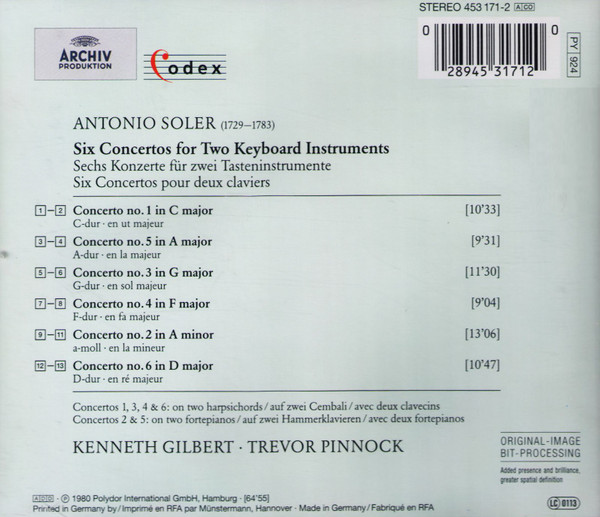 STEREO 453 171-2 A CD
ARCHIV
PRODUKTION
Codex
0 28945 31712 0
PY 924
ANTONIO SOLER (1729–1783)
Six Concertos for Two Keyboard Instruments
Sechs Konzerte für zwei Tasteninstrumente
Six Concertos pour deux claviers
1–2 Concerto no. 1 in C major [10'33]
C-dur · en ut majeur
3–4 Concerto no. 5 in A major [9'31]
A-dur · en la majeur
5–6 Concerto no. 3 in G major [11'30]
G-dur · en sol majeur
7–8 Concerto no. 4 in F major [9'04]
F-dur · en fa majeur
9–11 Concerto no. 2 in A minor [13'06]
a-moll · en la mineur
12–13 Concerto no. 6 in D major [10'47]
D-dur · en ré majeur
Concertos 1, 3, 4 & 6: on two harpsichords / auf zwei Cembali / avec deux clavecins
Concertos 2 & 5: on two fortepianos / auf zwei Hammerklavieren / avec deux fortepianos
KENNETH GILBERT · TREVOR PINNOCK
ORIGINAL-IMAGE
BIT-PROCESSING
Added presence and brilliance,
greater spatial definition
ADD · ℗ 1980 Polydor International GmbH, Hamburg · [64'55]
Printed in Germany by / Imprimé en RFA par Münstermann, Hannover · Made in Germany / Fabriqué en RFA
LC 0113